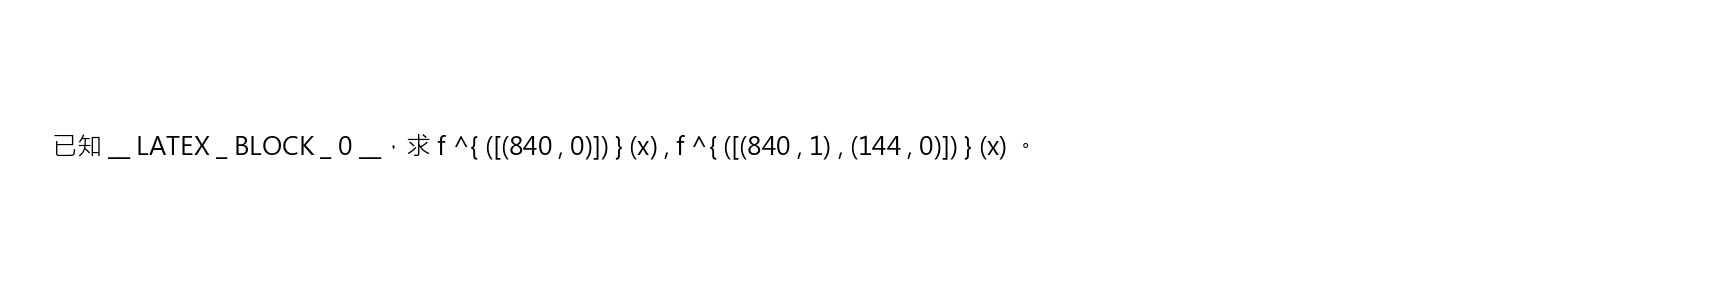 已知 __ LATEX _ BLOCK _ 0 __，求 f ^{ ([(840 , 0)]) } (x) , f ^{ ([(840 , 1) , (144 , 0)]) } (x) 。